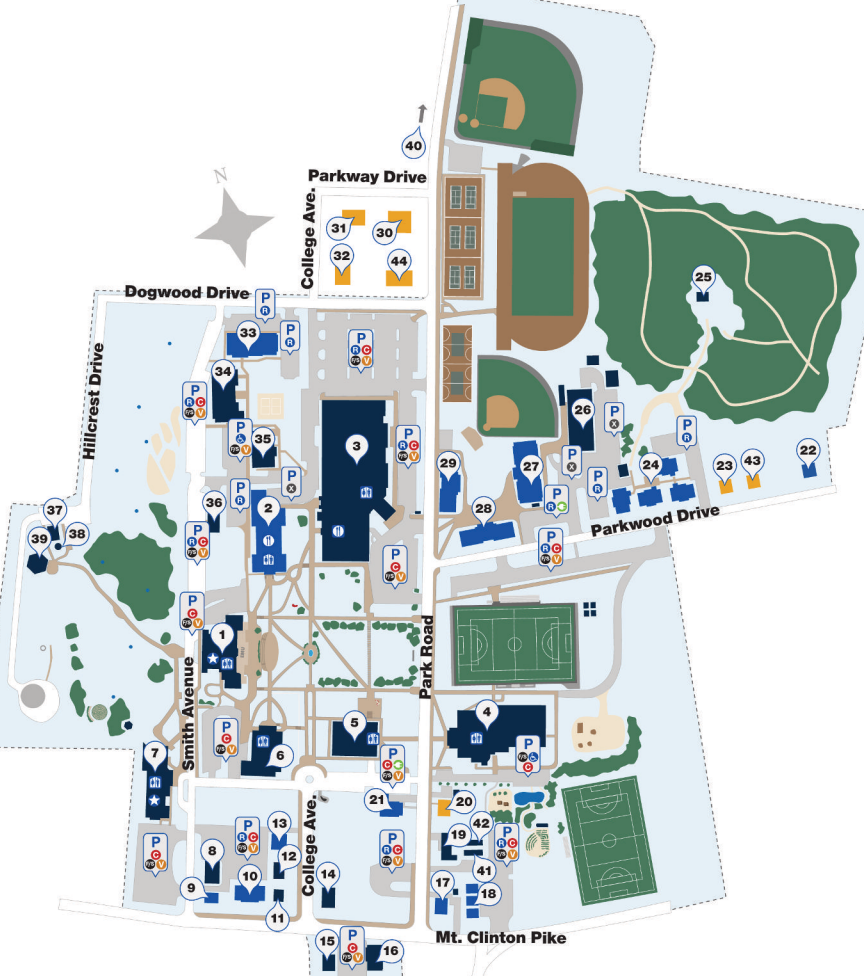 40
Parkway Drive
N
College Ave.
31
30
32
44
25
Dogwood Drive
P
R
33
P
R
P
R C
F/S V
Hillcrest Drive
34
P
R C
F/S V
26
P
X
P
R
35
P
R
F/S V
3
P
R C
F/S V
29
27
P
X
24
23
43
22
P
X
P
R
P
R
P
R
36
2
28
Parkwood Drive
37
38
39
P
R C
F/S V
P
R C
F/S V
P
C
F/S V
P
C
F/S V
1
Park Road
Smith Avenue
4
5
P
C
F/S V
6
P
F/S
C
7
P
C
F/S V
21
20
College Ave.
13
P
R C
F/S V
8
12
P
C
F/S V
P
R
F/S
19
42
P
R C
F/S V
41
9
10
14
17
18
11
Mt. Clinton Pike
15
P
C
F/S V
16